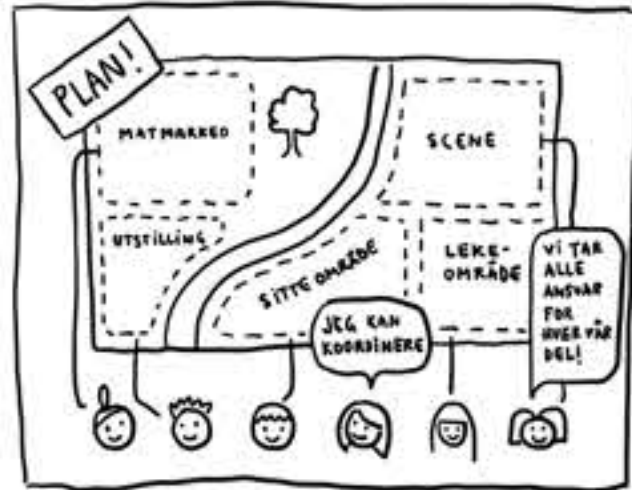 PLAN!
MATMARKED
SCENE
UTSTILLING
SITTEOMRÅDE
LEKE-
OMRÅDE
JEG KAN
KOORDINERE
VI TAR
ALLE
ANSVAR
FOR
HVER VÅR
DEL!